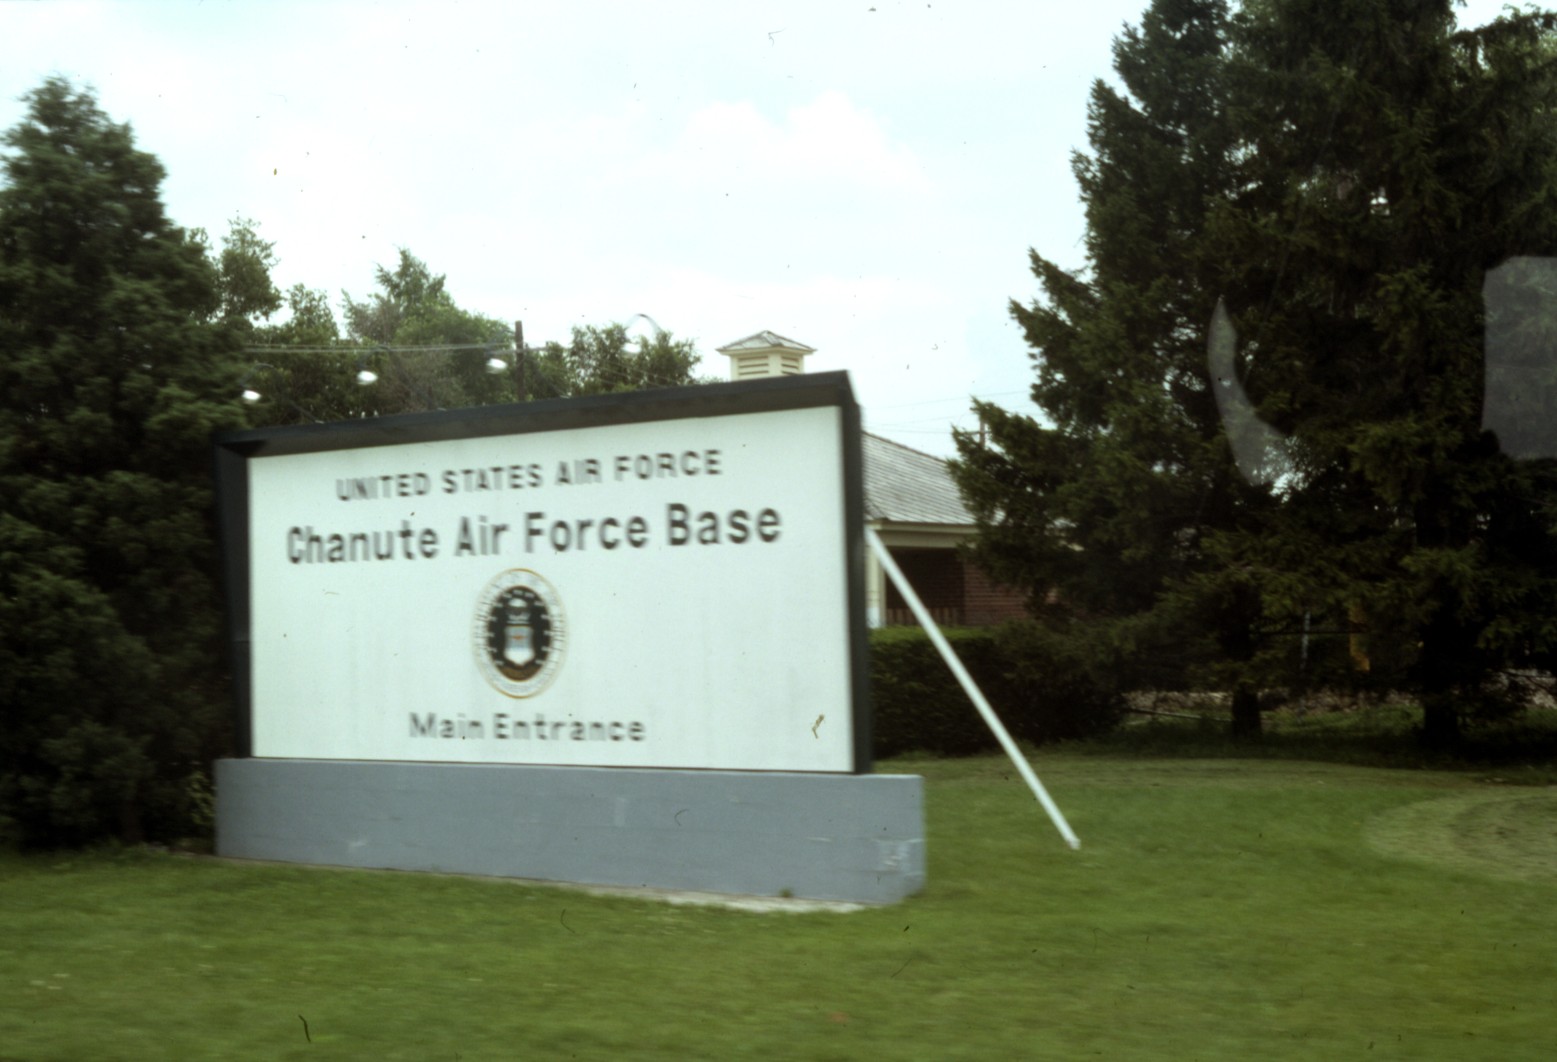 UNITED STATES AIR FORCE
Chanute Air Force Base
Main Entrance